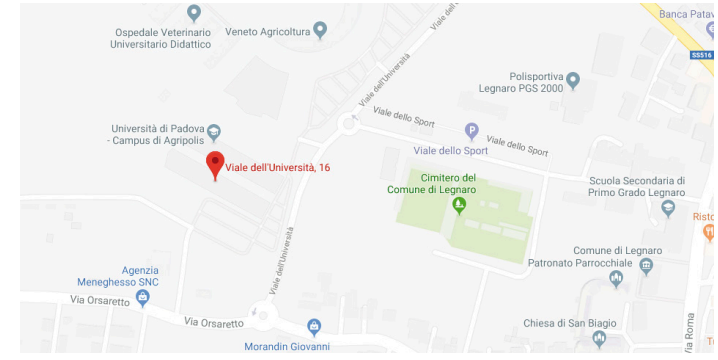 Ospedale Veterinario
Universitario Didattico
Veneto Agricoltura
Viale dell'Università
Banca Patav
SS516
Polisportiva
Legnaro PGS 2000
Viale dell'Università
Viale dello Sport
Viale dello Sport
Viale dello Sport
Università di Padova
- Campus di Agripolis
Viale dell'Università, 16
Cimitero del
Comune di Legnaro
Scuola Secondaria di
Primo Grado Legnaro
Risto
Viale dell'Università
Comune di Legnaro
Patronato Parrocchiale
Agenzia
Meneghesso SNC
Via Orsaretto
Via Orsaretto
Morandin Giovanni
Chiesa di San Biagio
Via Roma